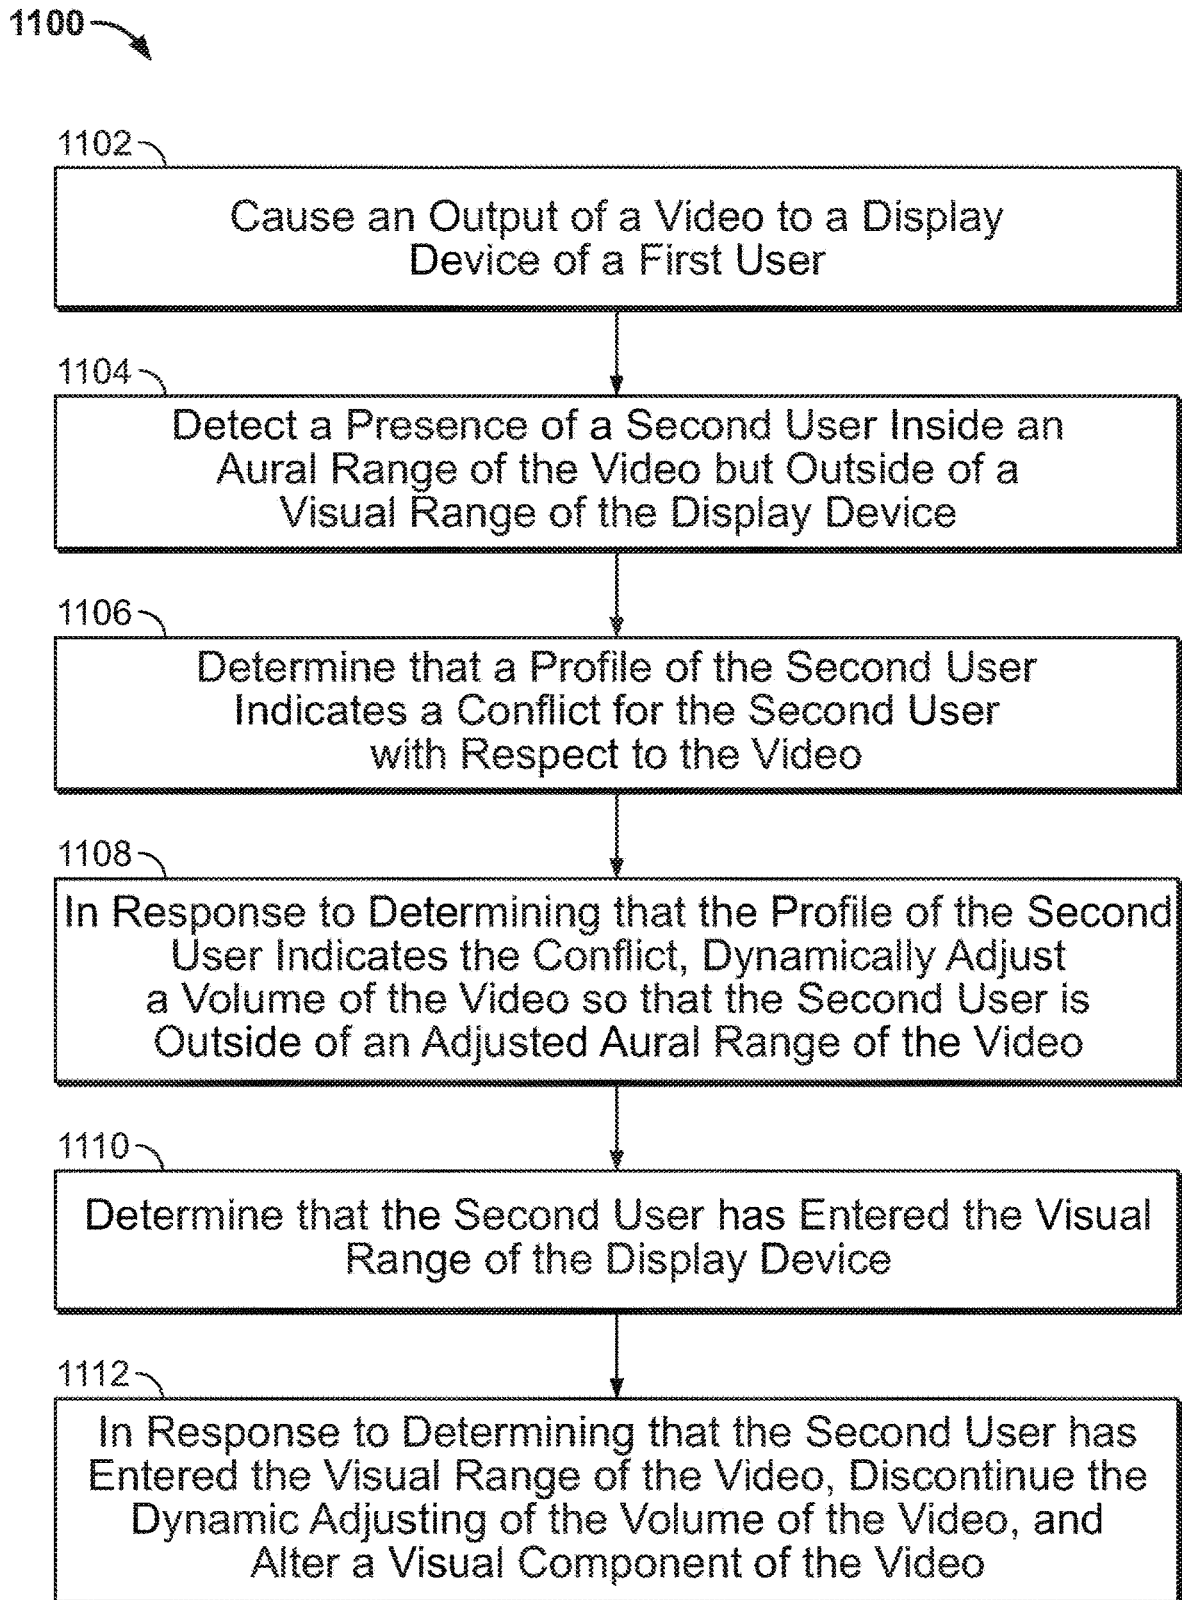 1100
1102
Cause an Output of a Video to a Display
Device of a First User
1104
Detect a Presence of a Second User Inside an
Aural Range of the Video but Outside of a
Visual Range of the Display Device
1106
Determine that a Profile of the Second User
Indicates a Conflict for the Second User
with Respect to the Video
1108
In Response to Determining that the Profile of the Second
User Indicates the Conflict, Dynamically Adjust
a Volume of the Video so that the Second User is
Outside of an Adjusted Aural Range of the Video
1110
Determine that the Second User has Entered the Visual
Range of the Display Device
1112
In Response to Determining that the Second User has
Entered the Visual Range of the Video, Discontinue the
Dynamic Adjusting of the Volume of the Video, and
Alter a Visual Component of the Video